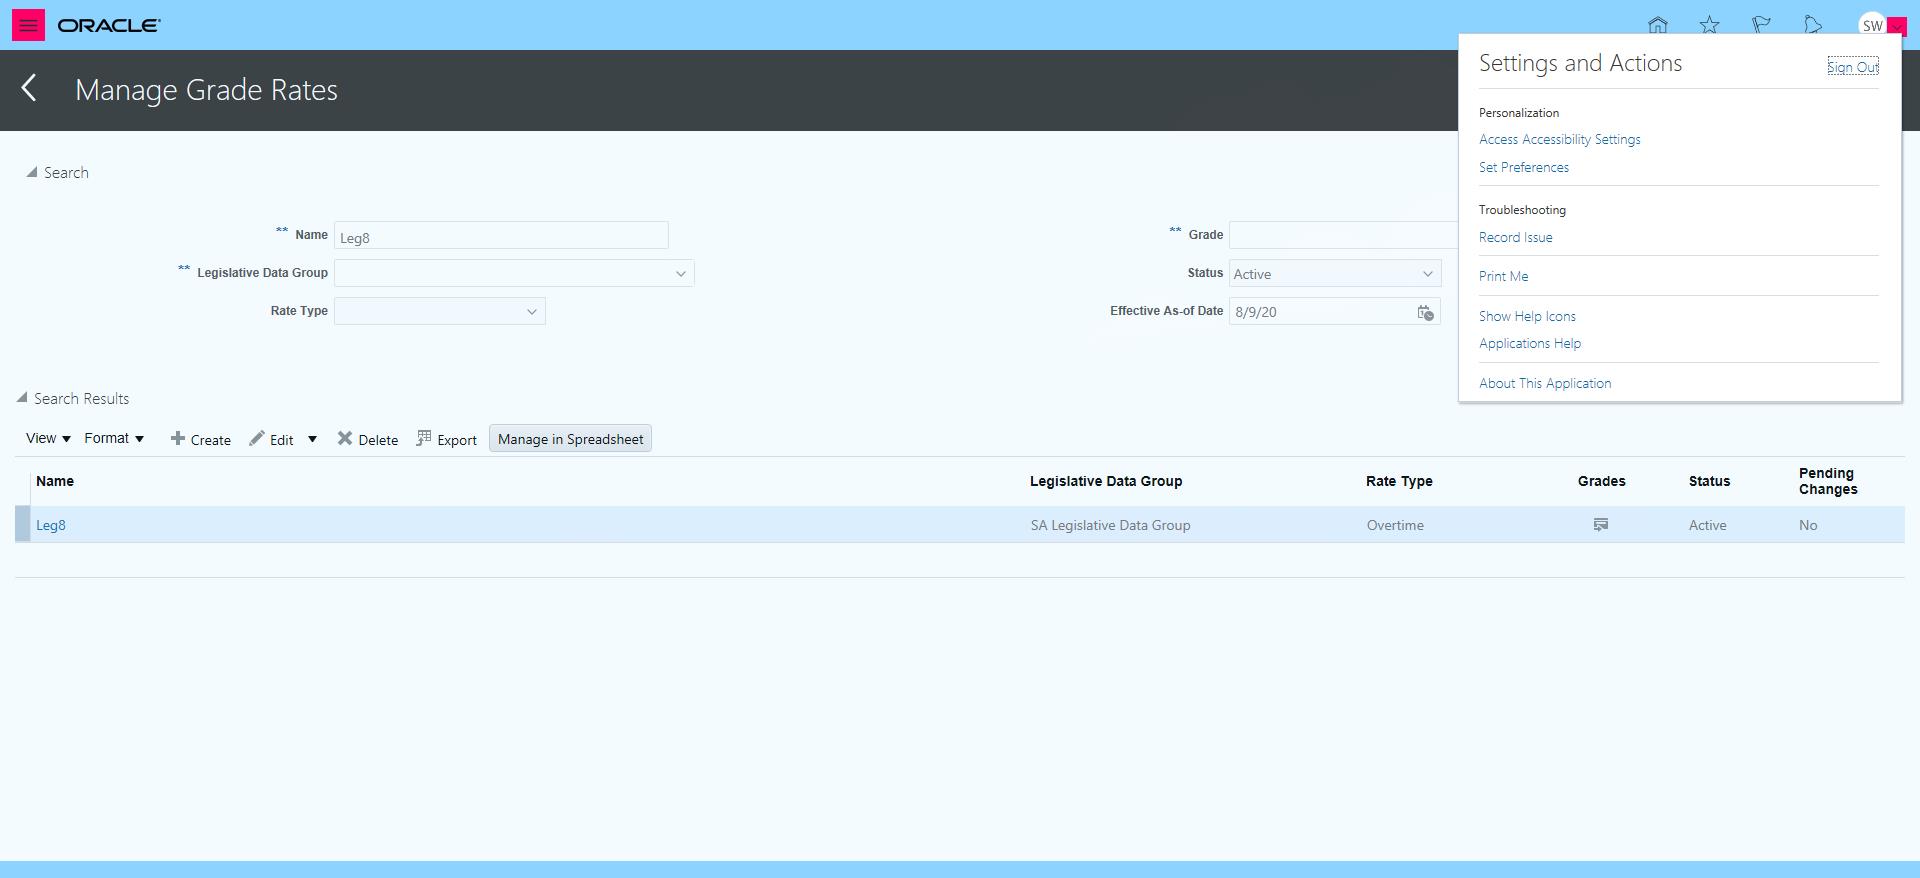 ORACLE
SW
Manage Grade Rates
Settings and Actions
Sign Out
Personalization
Access Accessibility Settings
Set Preferences
Troubleshooting
Record Issue
Print Me
Show Help Icons
Applications Help
About This Application
Search
** Name Leg8
** Grade
** Legislative Data Group
Status Active
Rate Type
Effective As-of Date 8/9/20
Search Results
View Format Create Edit Delete Export Manage in Spreadsheet
Name Legislative Data Group Rate Type Grades Status Pending Changes
Leg8 SA Legislative Data Group Overtime Active No